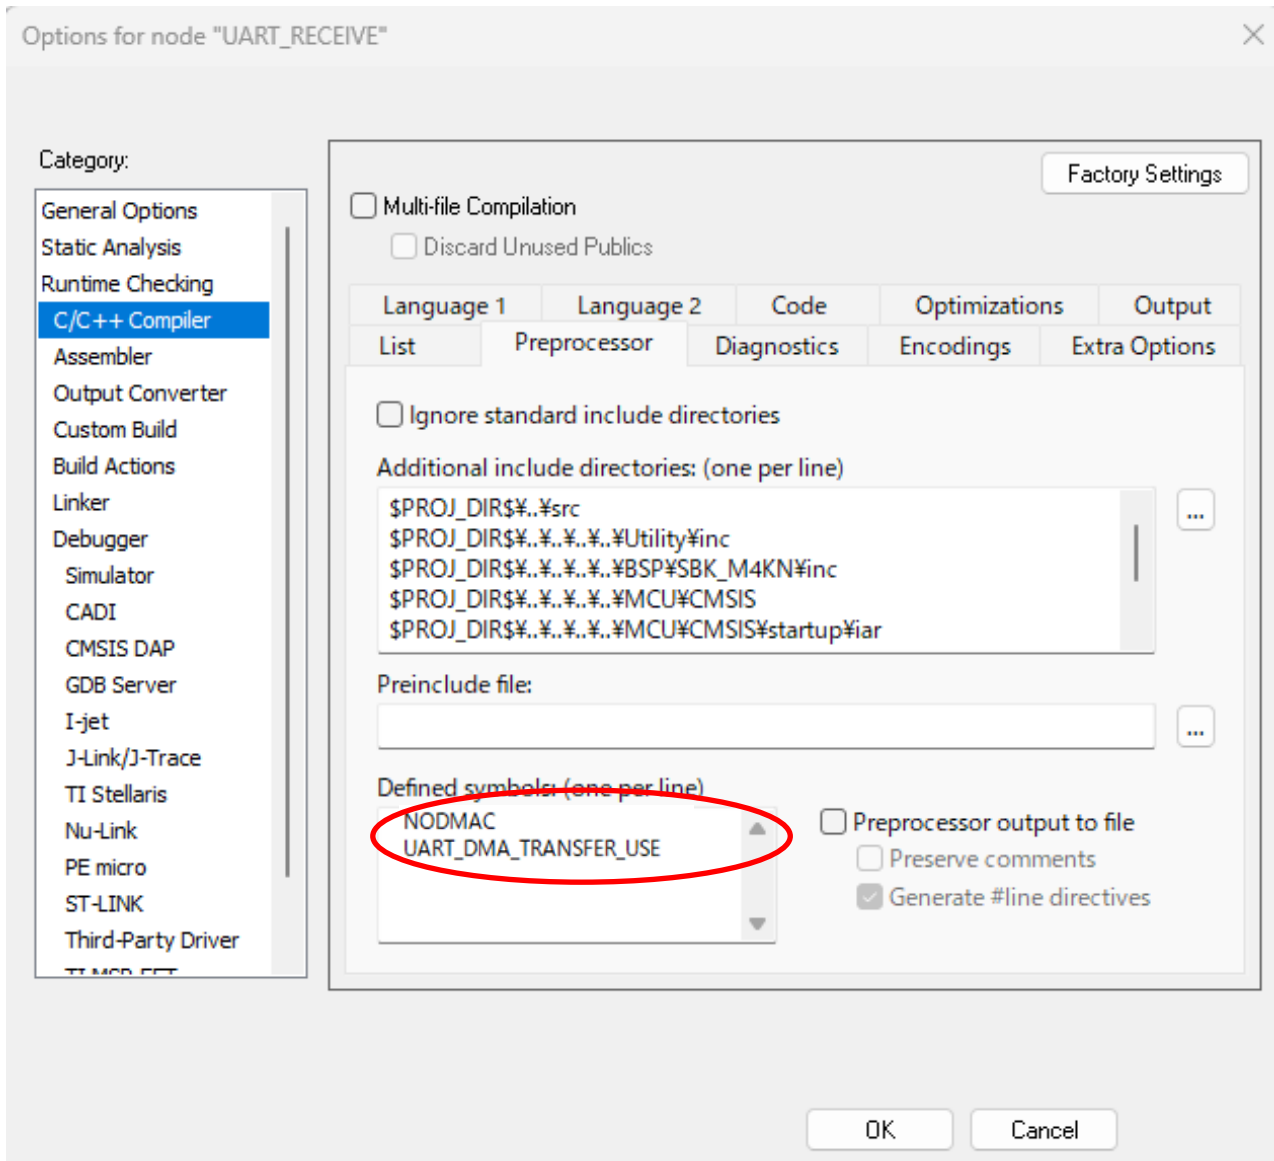 Options for node "UART_RECEIVE"
Category:
General Options
Static Analysis
Runtime Checking
C/C++ Compiler
Assembler
Output Converter
Custom Build
Build Actions
Linker
Debugger
Simulator
CADI
CMSIS DAP
GDB Server
I-jet
J-Link/J-Trace
TI Stellaris
Nu-Link
PE micro
ST-LINK
Third-Party Driver
Factory Settings
Multi-file Compilation
Discard Unused Publics
Language 1 Language 2 Code Optimizations Output
List Preprocessor Diagnostics Encodings Extra Options
Ignore standard include directories
Additional include directories: (one per line)
$PROJ_DIR$¥..¥src
$PROJ_DIR$¥..¥..¥..¥..¥Utility¥inc
$PROJ_DIR$¥..¥..¥..¥..¥BSP¥SBK_M4KN¥inc
$PROJ_DIR$¥..¥..¥..¥..¥MCU¥CMSIS
$PROJ_DIR$¥..¥..¥..¥..¥MCU¥CMSIS¥startup¥iar
...
Preinclude file:
...
Defined symbols: (one per line)
NODMAC
UART_DMA_TRANSFER_USE
Preprocessor output to file
Preserve comments
Generate #line directives
OK Cancel